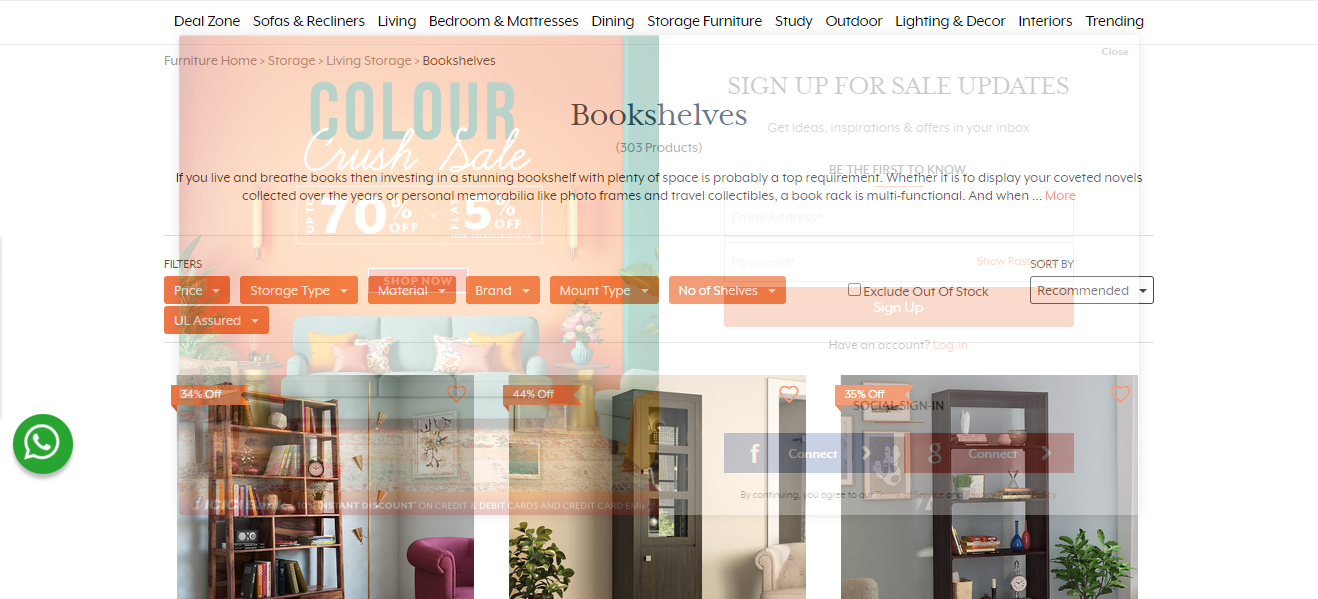 Deal Zone Sofas & Recliners Living Bedroom & Mattresses Dining Storage Furniture Study Outdoor Lighting & Decor Interiors Trending
Close
Furniture Home > Storage > Living Storage > Bookshelves
COLOUR
Crush Sale
SIGN UP FOR SALE UPDATES
Bookshelves
Get ideas, inspirations & offers in your inbox
(303 Products)
BE THE FIRST TO KNOW
If you live and breathe books then investing in a stunning bookshelf with plenty of space is probably a top requirement. Whether it is to display your coveted novels
collected over the years or personal memorabilia like photo frames and travel collectibles, a book rack is multi-functional. And when ... More
UP TO 70% OFF + FLAT 5% OFF
Email Address*
Password*
Show
FILTERS
SORT BY
SHOP NOW
Price Storage Type Material Brand Mount Type No of Shelves Exclude Out Of Stock Recommended
Sign Up
UL Assured
Have an account? Log-in
34% Off 44% Off 35% Off
SOCIAL SIGN-IN
f Connect g Connect
By continuing, you agree to our Terms of Service and Privacy Policy
10% INSTANT DISCOUNT* ON CREDIT & DEBIT CARDS AND CREDIT CARD EMI